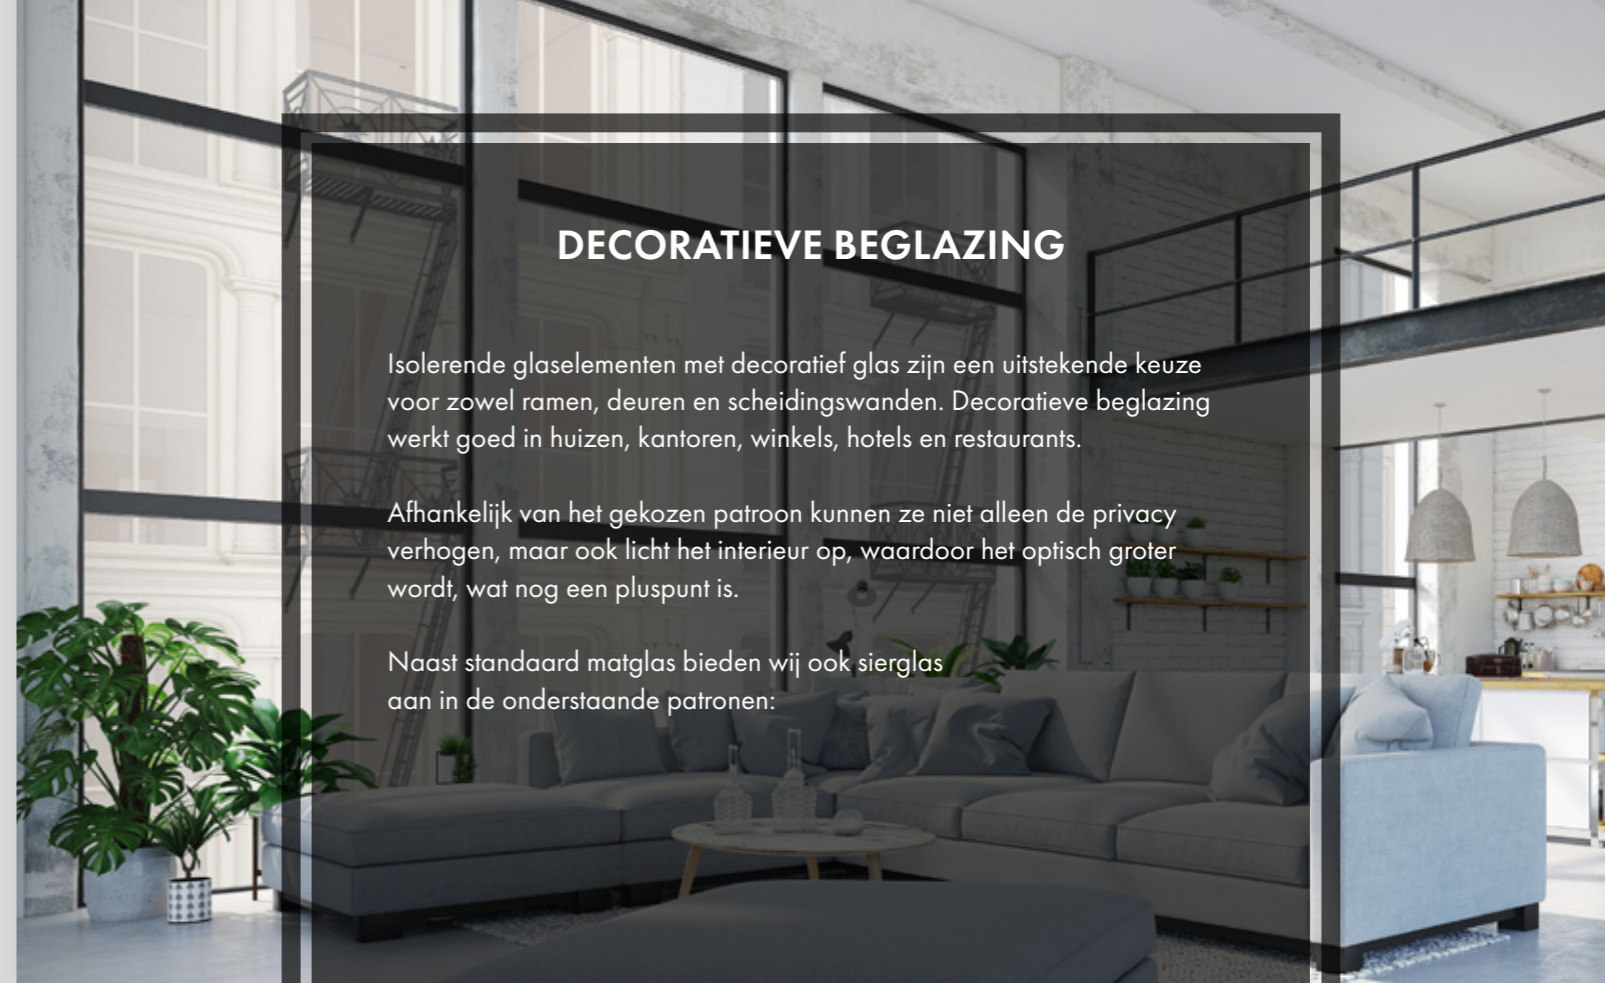 DECORATIEVE BEGLAZING
Isolerende glaselementen met decoratief glas zijn een uitstekende keuze
voor zowel ramen, deuren en scheidingswanden. Decoratieve beglazing
werkt goed in huizen, kantoren, winkels, hotels en restaurants.
Afhankelijk van het gekozen patroon kunnen ze niet alleen de privacy
verhogen, maar ook licht het interieur op, waardoor het optisch groter
wordt, wat nog een pluspunt is.
Naast standaard matglas bieden wij ook sierglas
aan in de onderstaande patronen: